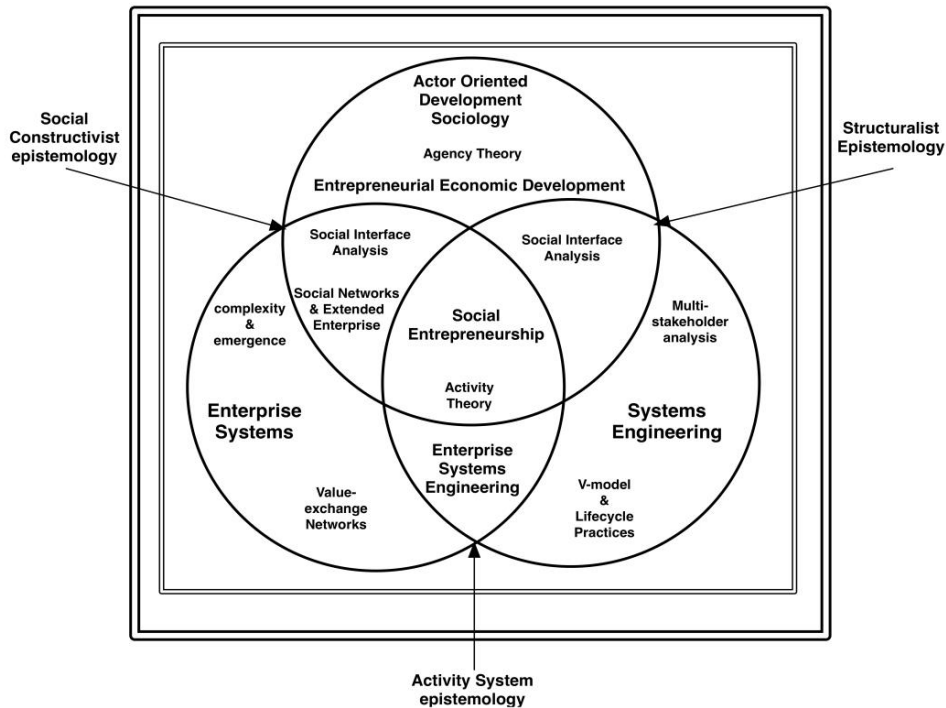 Actor Oriented
Development
Sociology
Agency Theory
Entrepreneurial Economic Development
Social
Constructivist
epistemology
Structuralist
Epistemology
Social Interface
Analysis
Social Interface
Analysis
Social Networks
& Extended
Enterprise
complexity
&
emergence
Social
Entrepreneurship
Multi-
stakeholder
analysis
Activity
Theory
Enterprise
Systems
Systems
Engineering
Enterprise
Systems
Engineering
Value-
exchange
Networks
V-model
&
Lifecycle
Practices
Activity System
epistemology